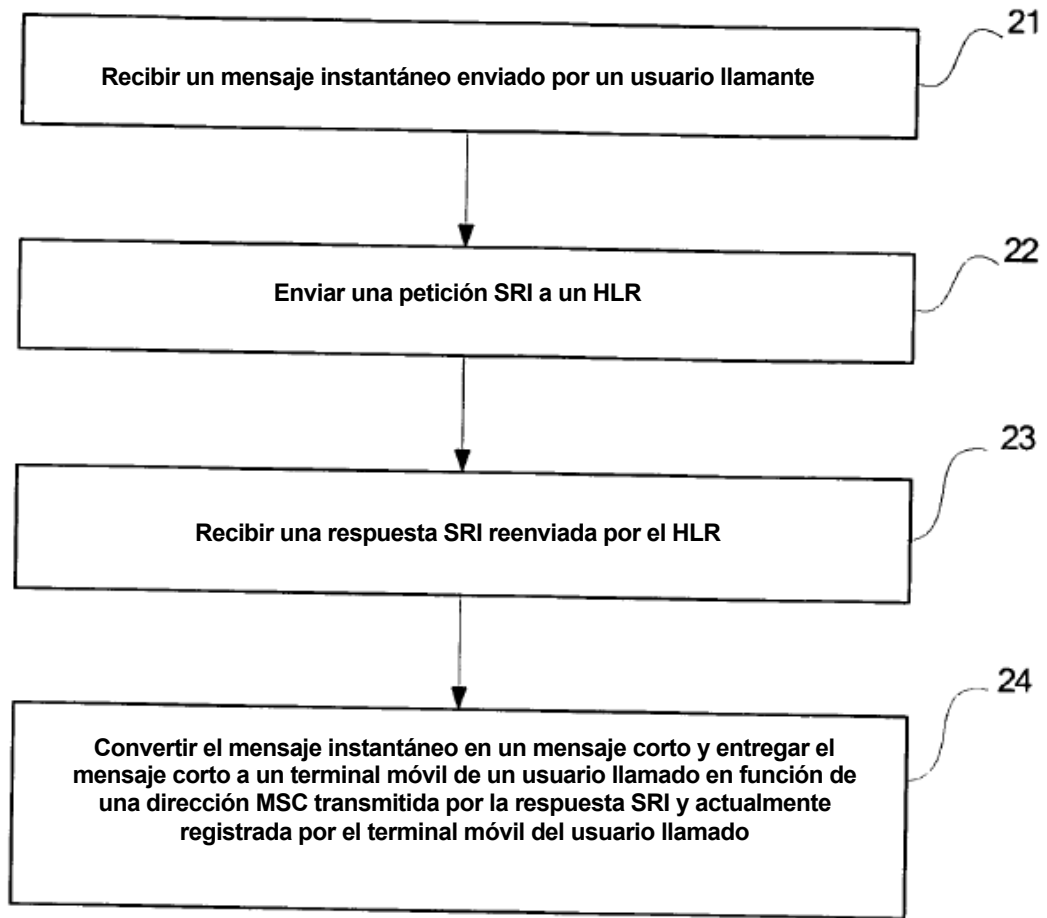 21
Recibir un mensaje instantáneo enviado por un usuario llamante
22
Enviar una petición SRI a un HLR
23
Recibir una respuesta SRI reenviada por el HLR
24
Convertir el mensaje instantáneo en un mensaje corto y entregar el
mensaje corto a un terminal móvil de un usuario llamado en función de
una dirección MSC transmitida por la respuesta SRI y actualmente
registrada por el terminal móvil del usuario llamado